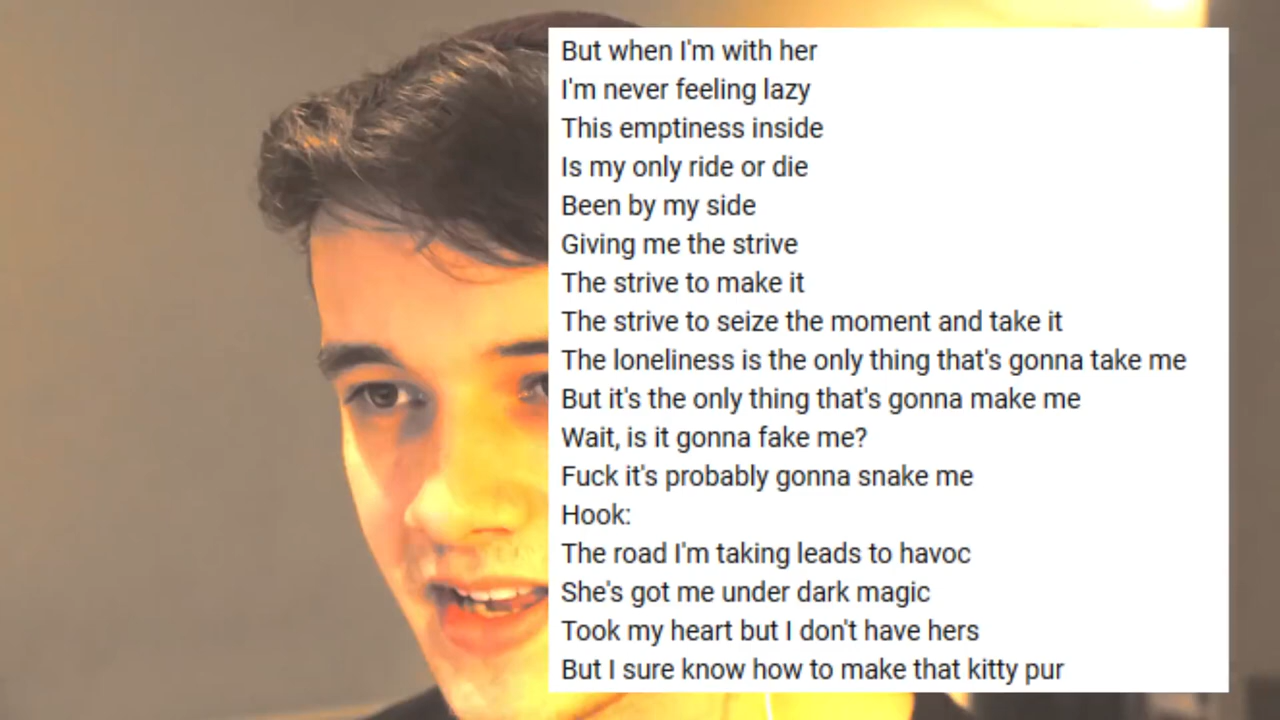 But when I'm with her
I'm never feeling lazy
This emptiness inside
Is my only ride or die
Been by my side
Giving me the strive
The strive to make it
The strive to seize the moment and take it
The loneliness is the only thing that's gonna take me
But it's the only thing that's gonna make me
Wait, is it gonna fake me?
Fuck it's probably gonna snake me
Hook:
The road I'm taking leads to havoc
She's got me under dark magic
Took my heart but I don't have hers
But I sure know how to make that kitty pur